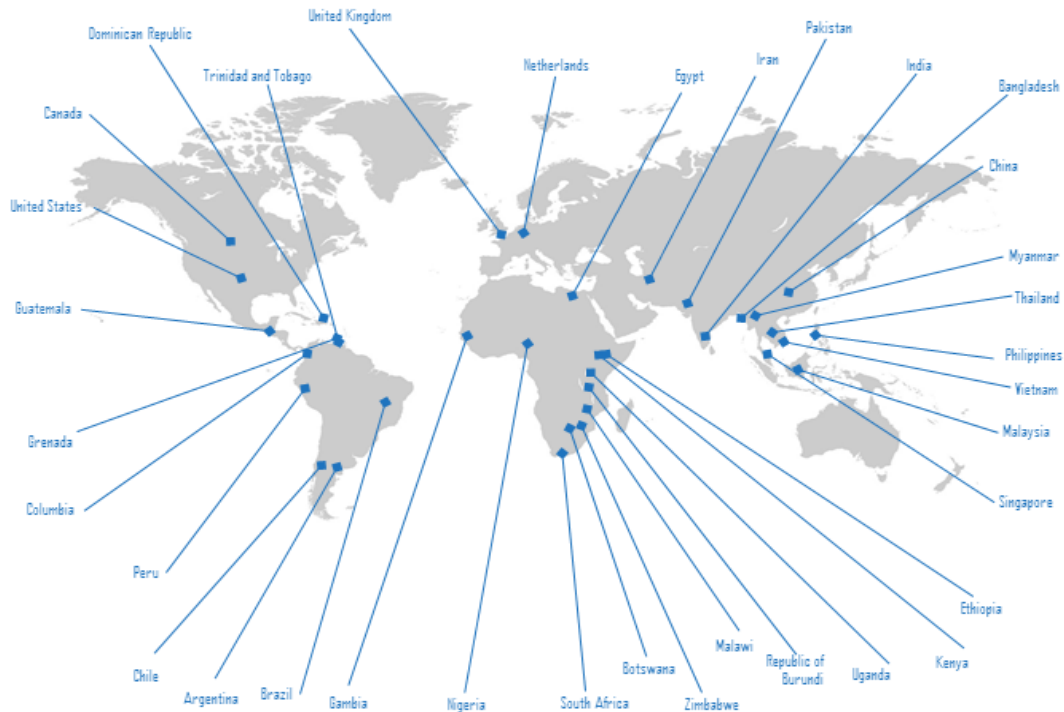 United Kingdom
Dominican Republic
Pakistan
Iran
Netherlands
India
Trinidad and Tobago
Egypt
Bangladesh
Canada
China
United States
Myanmar
Guatemala
Thailand
Philippines
Vietnam
Grenada
Malaysia
Columbia
Singapore
Peru
Ethiopia
Malawi
Kenya
Chile
Botswana
Republic of
Burundi
Uganda
Argentina
Brazil
Gambia
Nigeria
South Africa
Zimbabwe